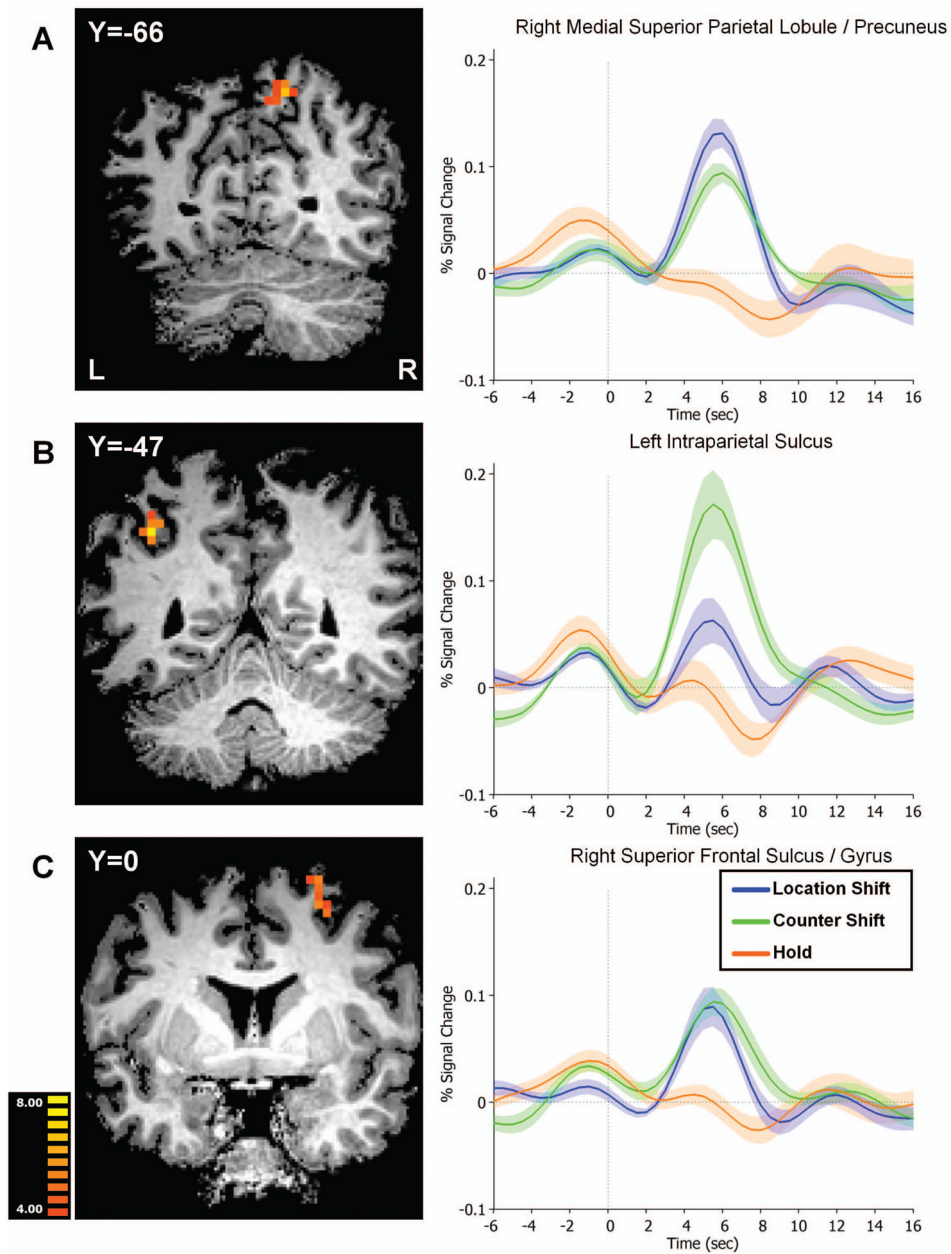 A
Y=-66
L
R
Right Medial Superior Parietal Lobule / Precuneus
0.2
0.1
0
-0.1
% Signal Change
-6 -4 -2 0 2 4 6 8 10 12 14 16
Time (sec)
B
Y=-47
Left Intraparietal Sulcus
0.2
0.1
0
-0.1
% Signal Change
-6 -4 -2 0 2 4 6 8 10 12 14 16
Time (sec)
C
Y=0
8.00
4.00
Right Superior Frontal Sulcus / Gyrus
Location Shift
Counter Shift
Hold
0.2
0.1
0
-0.1
% Signal Change
-6 -4 -2 0 2 4 6 8 10 12 14 16
Time (sec)